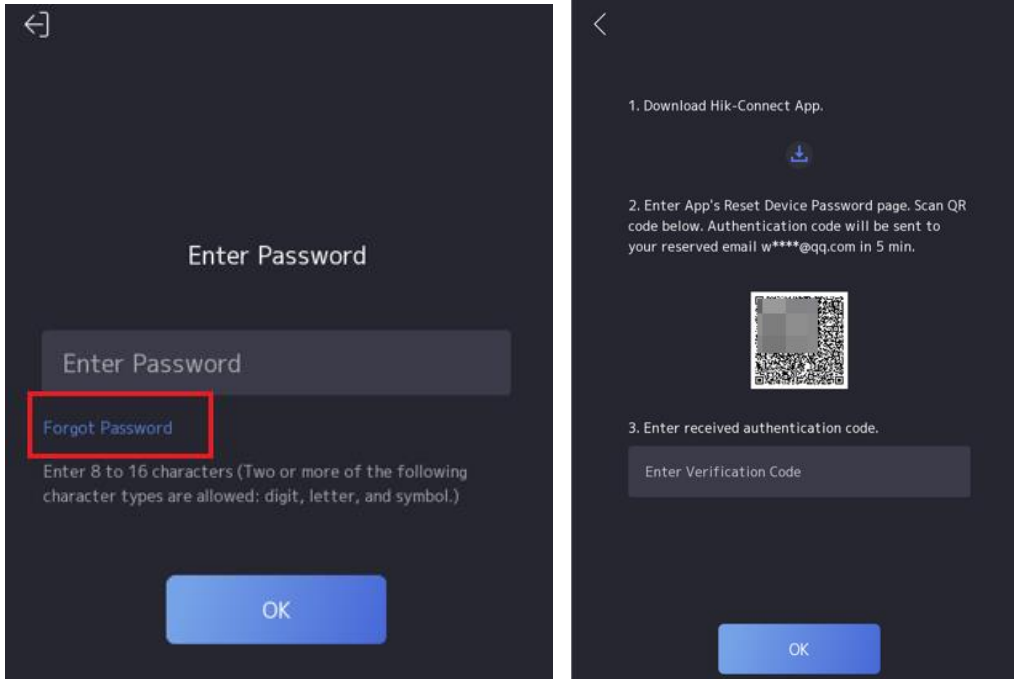 Enter Password
Enter Password
Forgot Password
Enter 8 to 16 characters (Two or more of the following
character types are allowed: digit, letter, and symbol.)
OK
1. Download Hik-Connect App.
2. Enter App's Reset Device Password page. Scan QR
code below. Authentication code will be sent to
your reserved email w****@qq.com in 5 min.
3. Enter received authentication code.
Enter Verification Code
OK